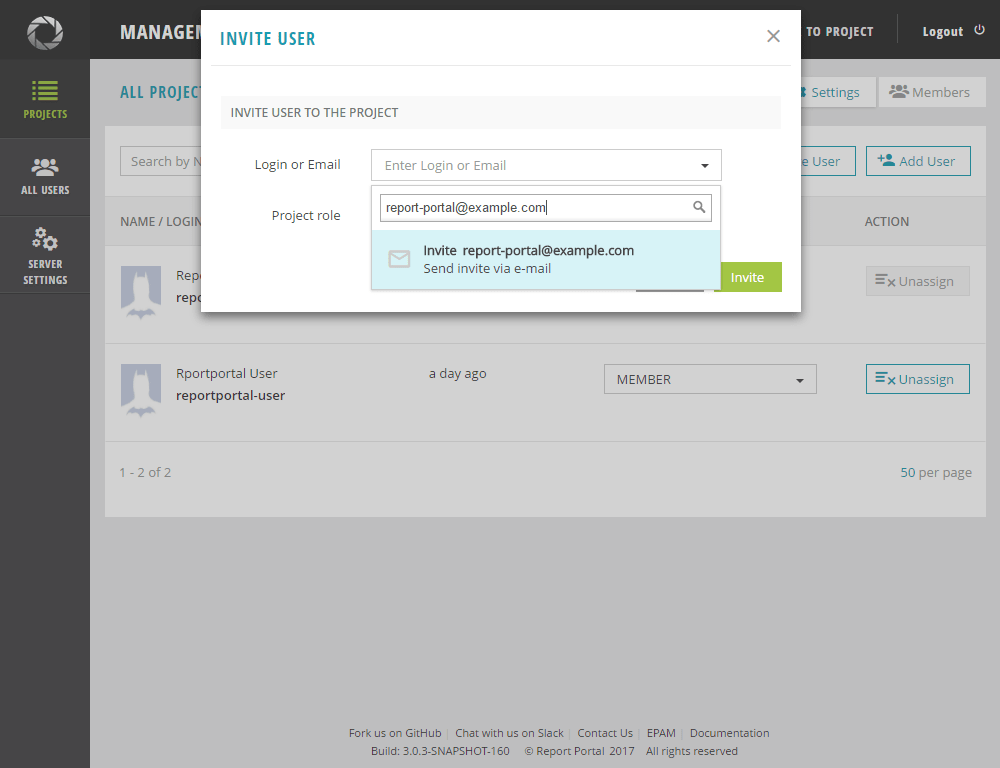 MANAGEM
TO PROJECT
Logout
INVITE USER
PROJECTS
ALL USERS
SERVER
SETTINGS
ALL PROJECT
Settings
Members
INVITE USER TO THE PROJECT
Login or Email
Enter Login or Email
Search by N
e User
Add User
report-portal@example.com
Project role
NAME / LOGIN
ACTION
Invite report-portal@example.com
Send invite via e-mail
Invite
Repo
repo
Unassign
Rportportal User
reportportal-user
a day ago
MEMBER
Unassign
1 - 2 of 2
50 per page
Fork us on GitHub | Chat with us on Slack | Contact Us | EPAM | Documentation
Build: 3.0.3-SNAPSHOT-160 © Report Portal 2017 All rights reserved